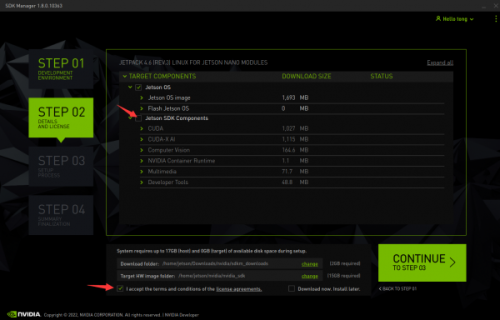 SDK Manager 1.8.0.10363
Hello tang
STEP 01
DEVELOPMENT
ENVIRONMENT
STEP 02
DETAILS
AND LICENSE
STEP 03
SETUP
PROCESS
STEP 04
SUMMARY
FINALIZATION
JETPACK 4.6 (REV.3) LINUX FOR JETSON NANO MODULES
Expand all
TARGET COMPONENTS DOWNLOAD SIZE STATUS
Jetson OS
Jetson OS image 1,693 MB
Flash Jetson OS 0 MB
Jetson SDK Components
CUDA 1,327 MB
CUDA-X AI 1,115 MB
Computer Vision 164.6 MB
NVIDIA Container Runtime 1.1 MB
Multimedia 71.7 MB
Developer Tools 48.8 MB
System requires up to 17GB (host) and 0GB (target) of available disk space during setup.
Download folder: /home/jetson/Downloads/nvidia/sdkm_downloads change
Target HW image folder: /home/jetson/nvidia/nvidia_sdk change
I accept the terms and conditions of the license agreements.
Download now. Install later.
CONTINUE
TO STEP 03
BACK TO STEP 01
NVIDIA Copyright © 2022, NVIDIA CORPORATION. All rights reserved. | NVIDIA Developer